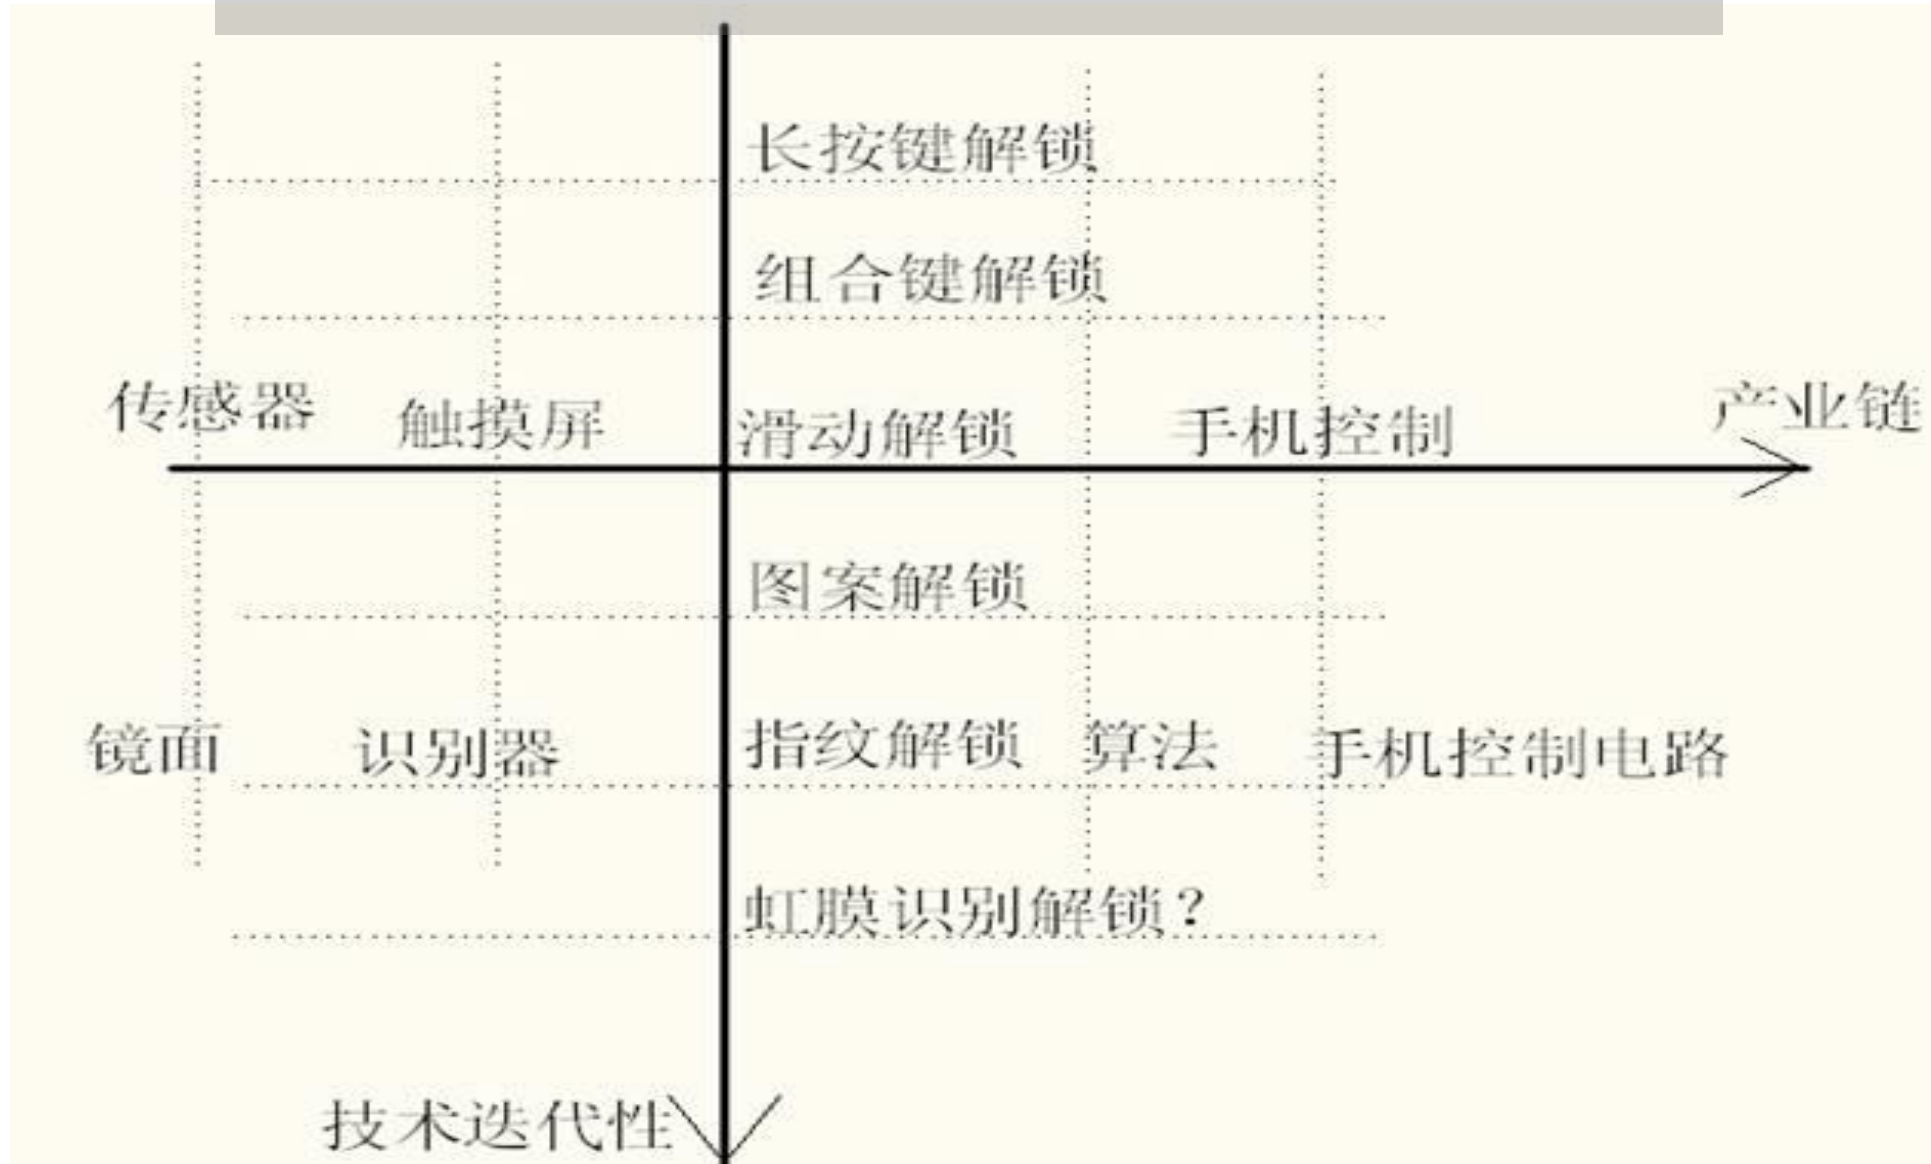 长按键解锁
组合键解锁
传感器 触摸屏 滑动解锁 手机控制 产业链
图案解锁
镜面 识别器 指纹解锁 算法 手机控制电路
虹膜识别解锁？
技术迭代性